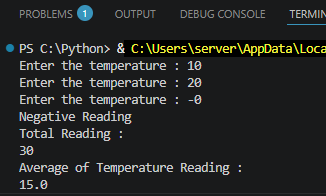 PROBLEMS 1 OUTPUT DEBUG CONSOLE
PS C:\Python> & C:\Users\server\AppData\Loca
Enter the temperature : 10
Enter the temperature : 20
Enter the temperature : -0
Negative Reading
Total Reading :
30
Average of Temperature Reading :
15.0